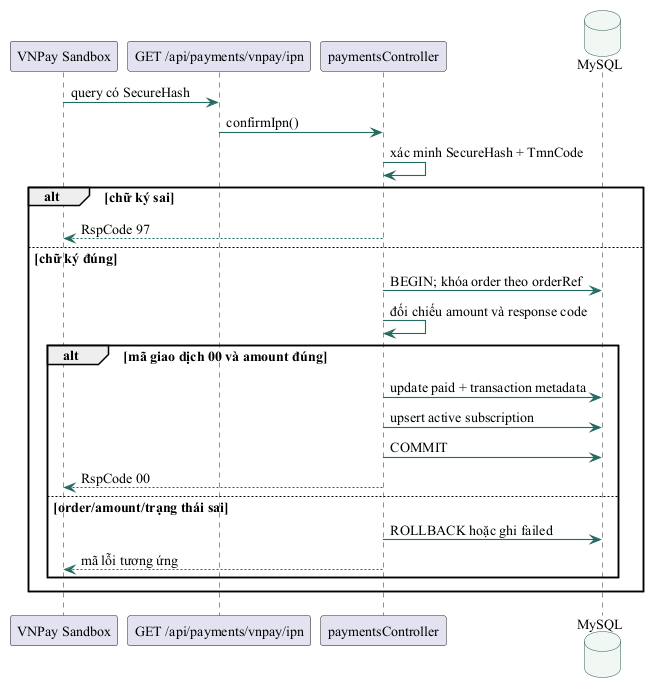 VNPay Sandbox
GET /api/payments/vnpay/ipn
paymentsController
MySQL
query có SecureHash
confirmIpn()
xác minh SecureHash + TmnCode
alt
[chữ ký sai]
RspCode 97
[chữ ký đúng]
BEGIN; khóa order theo orderRef
đối chiếu amount và response code
alt
[mã giao dịch 00 và amount đúng]
update paid + transaction metadata
upsert active subscription
COMMIT
RspCode 00
[order/amount/trạng thái sai]
ROLLBACK hoặc ghi failed
mã lỗi tương ứng
VNPay Sandbox
GET /api/payments/vnpay/ipn
paymentsController
MySQL